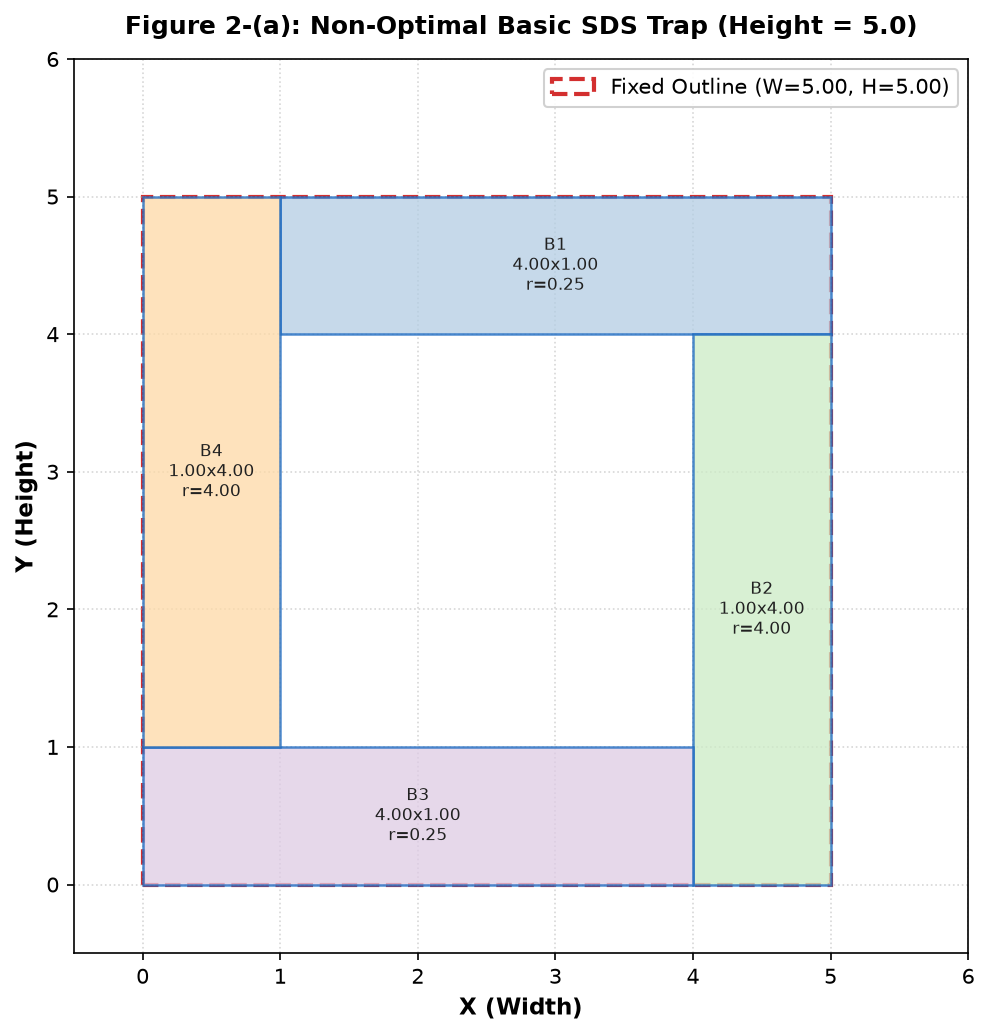 Figure 2-(a): Non-Optimal Basic SDS Trap (Height = 5.0)
Fixed Outline (W=5.00, H=5.00)
6
5
4
3
2
1
0
Y (Height)
B1
4.00x1.00
r=0.25
B4
1.00x4.00
r=4.00
B2
1.00x4.00
r=4.00
B3
4.00x1.00
r=0.25
0
1
2
3
4
5
6
X (Width)